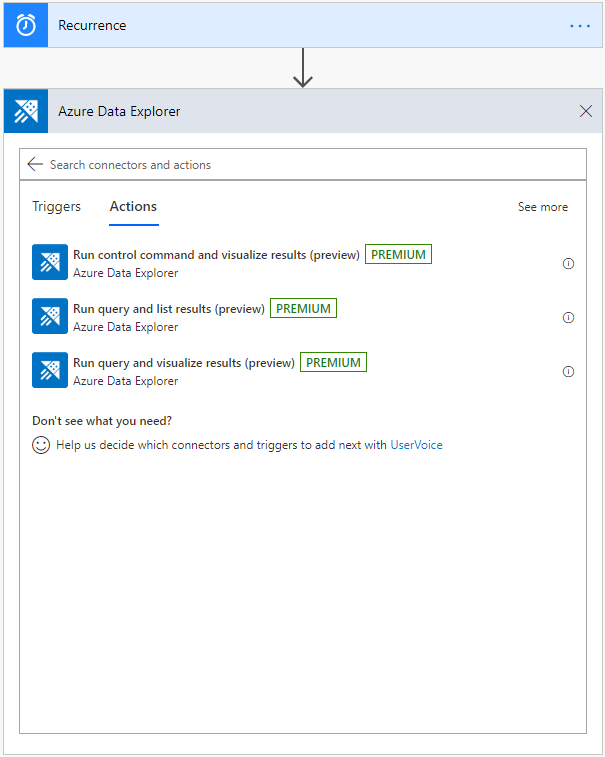 Recurrence
Azure Data Explorer
Search connectors and actions
Triggers Actions See more
Run control command and visualize results (preview) PREMIUM
Azure Data Explorer
Run query and list results (preview) PREMIUM
Azure Data Explorer
Run query and visualize results (preview) PREMIUM
Azure Data Explorer
Don't see what you need?
Help us decide which connectors and triggers to add next with UserVoice